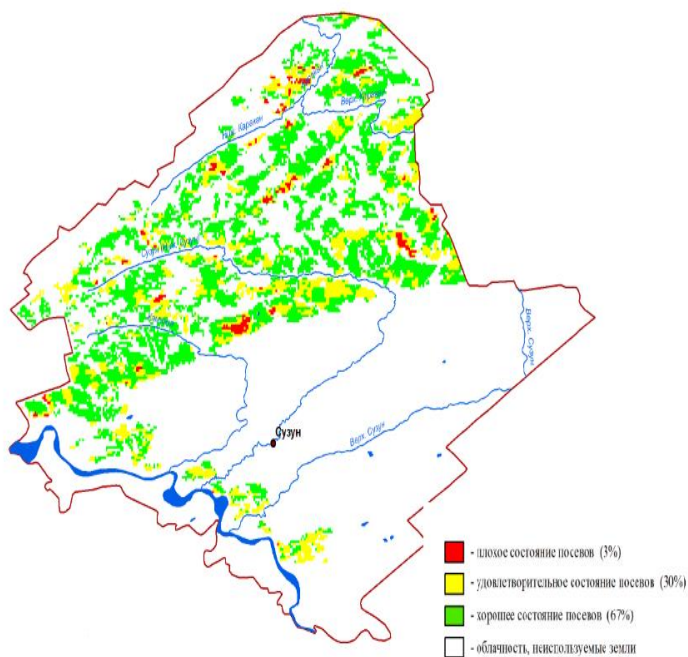 Верх. Сузун
Сузун
Верх. Сузун
- плохое состояние посевов (3%)
- удовлетворительное состояние посевов (30%)
- хорошее состояние посевов (67%)
- облачность, неиспользуемые земли